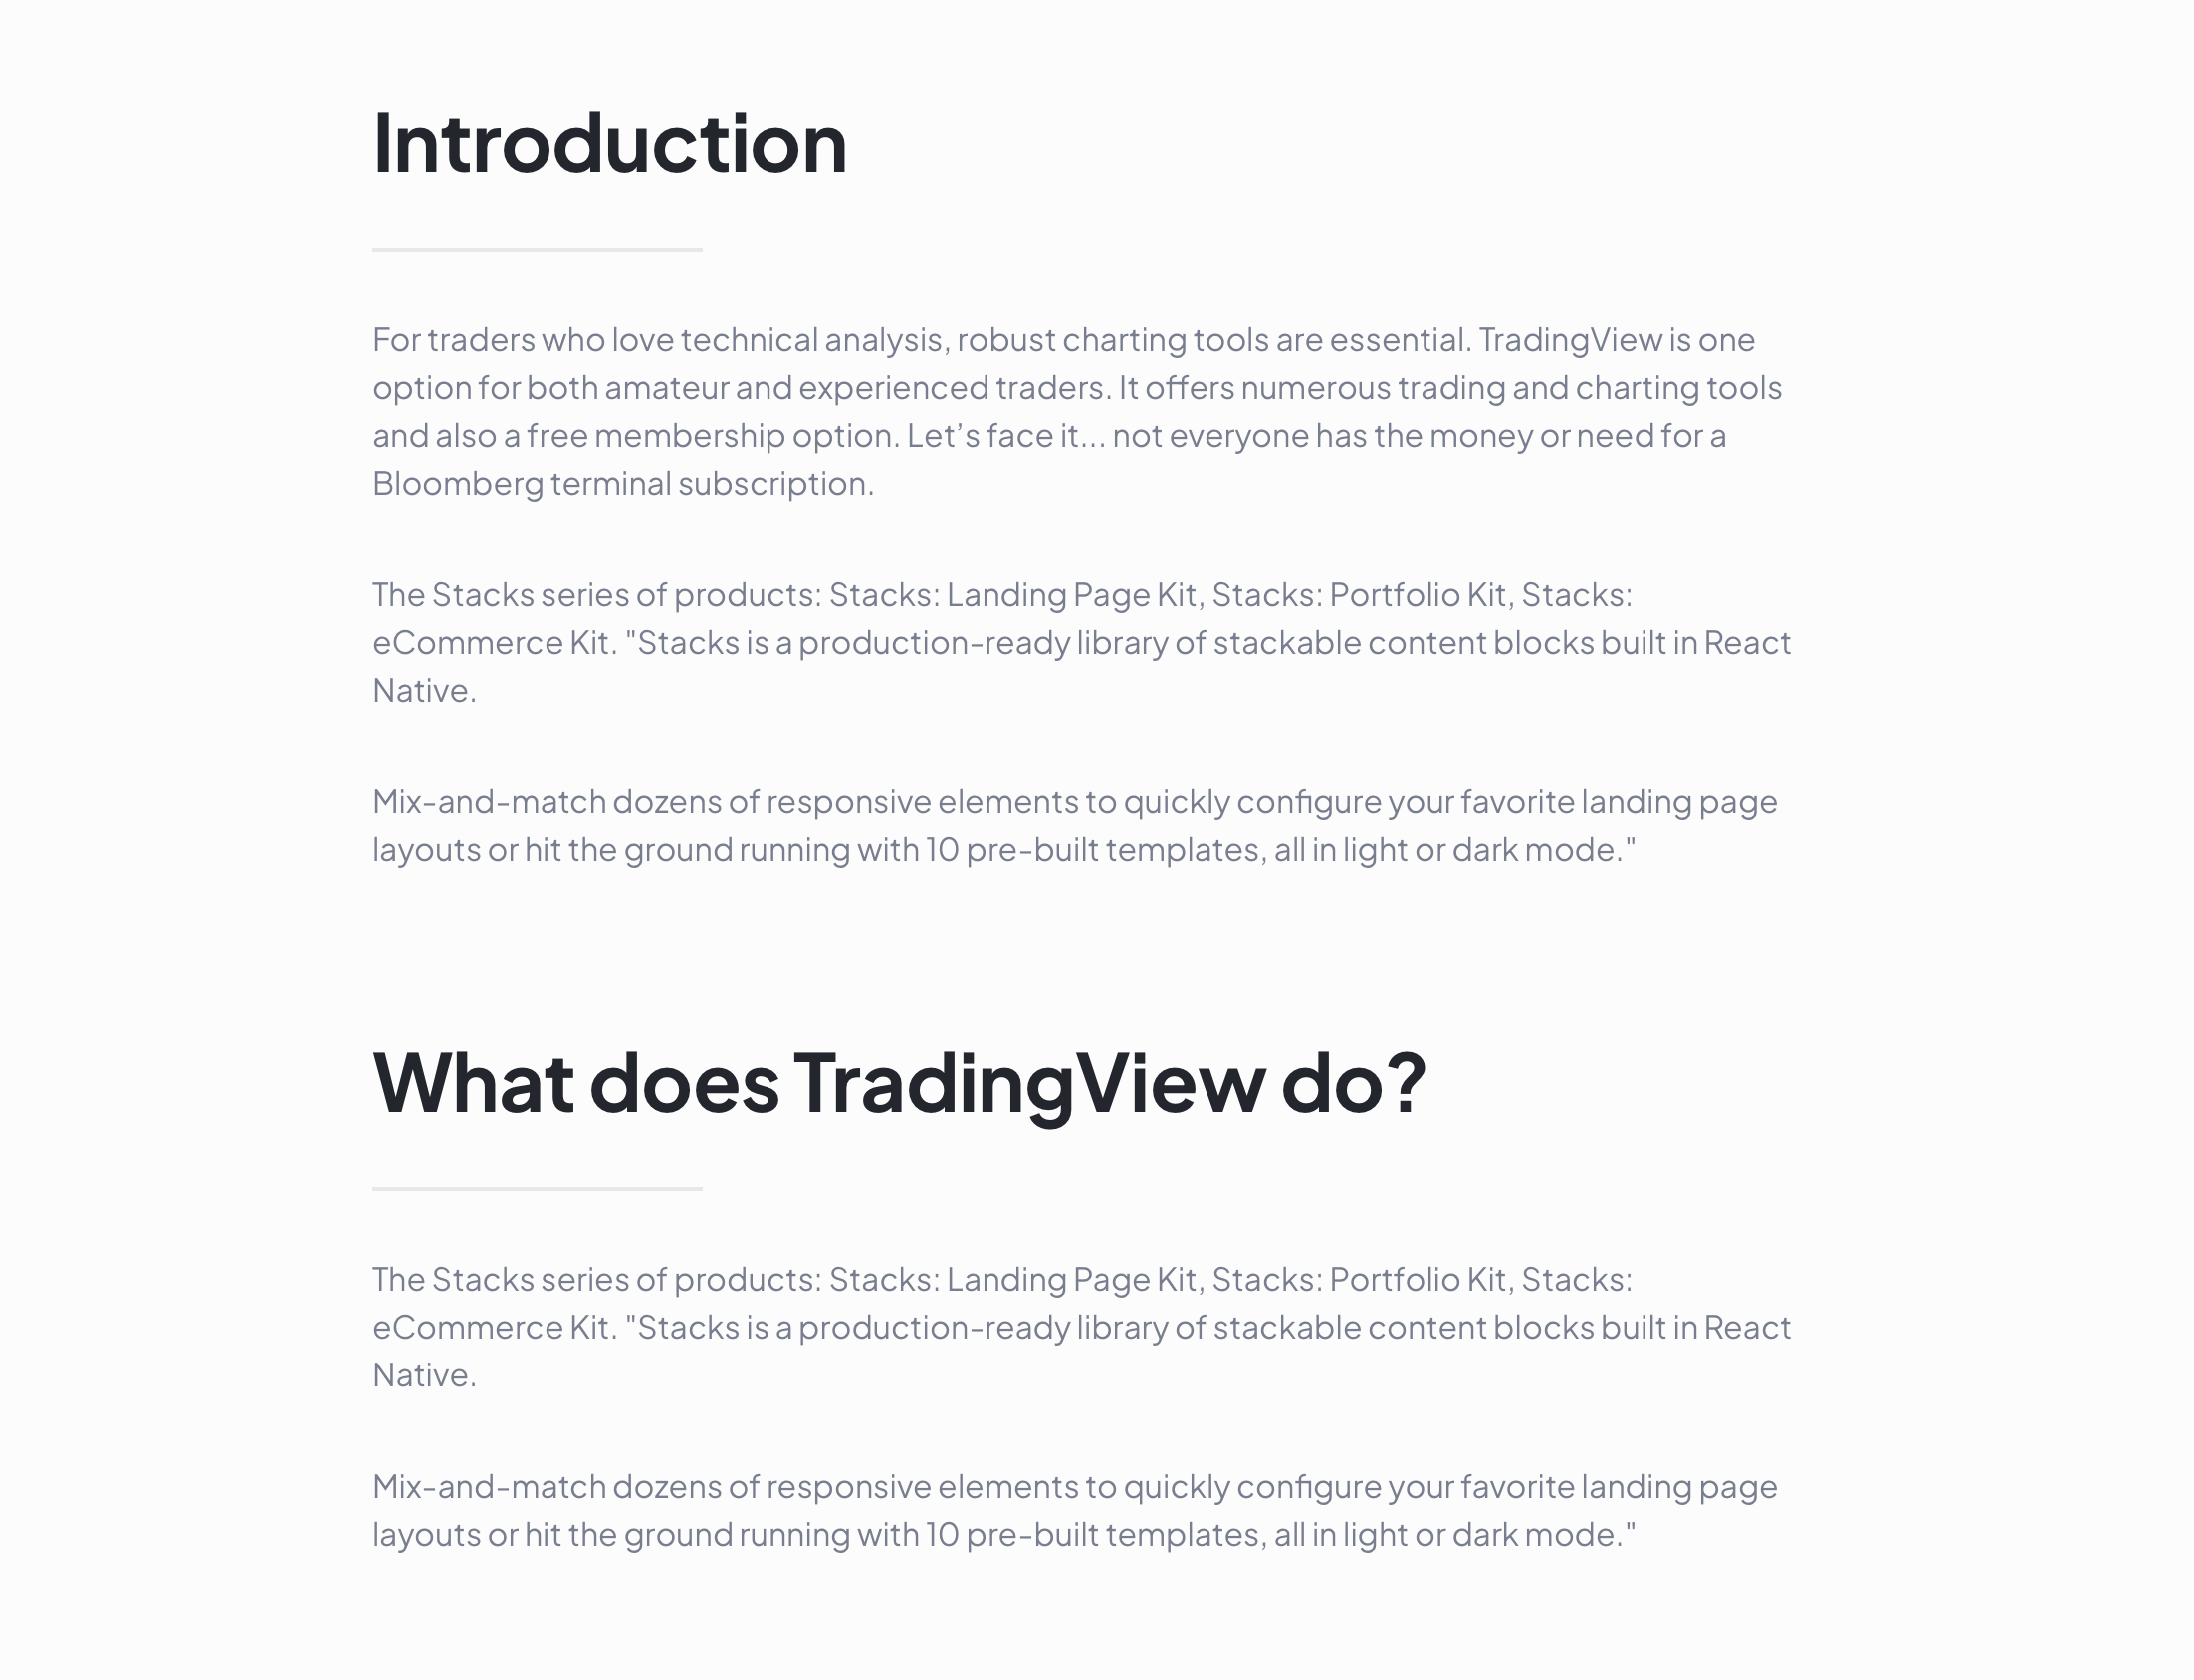 Introduction
For traders who love technical analysis, robust charting tools are essential. TradingView is one
option for both amateur and experienced traders. It offers numerous trading and charting tools
and also a free membership option. Let’s face it... not everyone has the money or need for a
Bloomberg terminal subscription.
The Stacks series of products: Stacks: Landing Page Kit, Stacks: Portfolio Kit, Stacks:
eCommerce Kit. "Stacks is a production-ready library of stackable content blocks built in React
Native.
Mix-and-match dozens of responsive elements to quickly configure your favorite landing page
layouts or hit the ground running with 10 pre-built templates, all in light or dark mode."
What does TradingView do?
The Stacks series of products: Stacks: Landing Page Kit, Stacks: Portfolio Kit, Stacks:
eCommerce Kit. "Stacks is a production-ready library of stackable content blocks built in React
Native.
Mix-and-match dozens of responsive elements to quickly configure your favorite landing page
layouts or hit the ground running with 10 pre-built templates, all in light or dark mode."